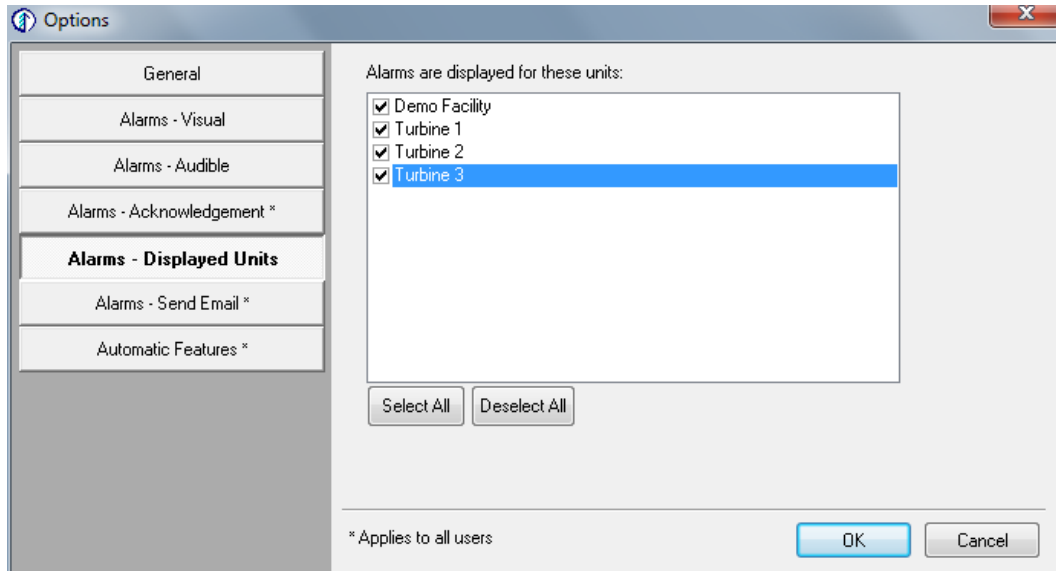 Options
General
Alarms - Visual
Alarms - Audible
Alarms - Acknowledgement *
Alarms - Displayed Units
Alarms - Send Email *
Automatic Features *
Alarms are displayed for these units:
Demo Facility
Turbine 1
Turbine 2
Turbine 3
Select All Deselect All
* Applies to all users
OK Cancel